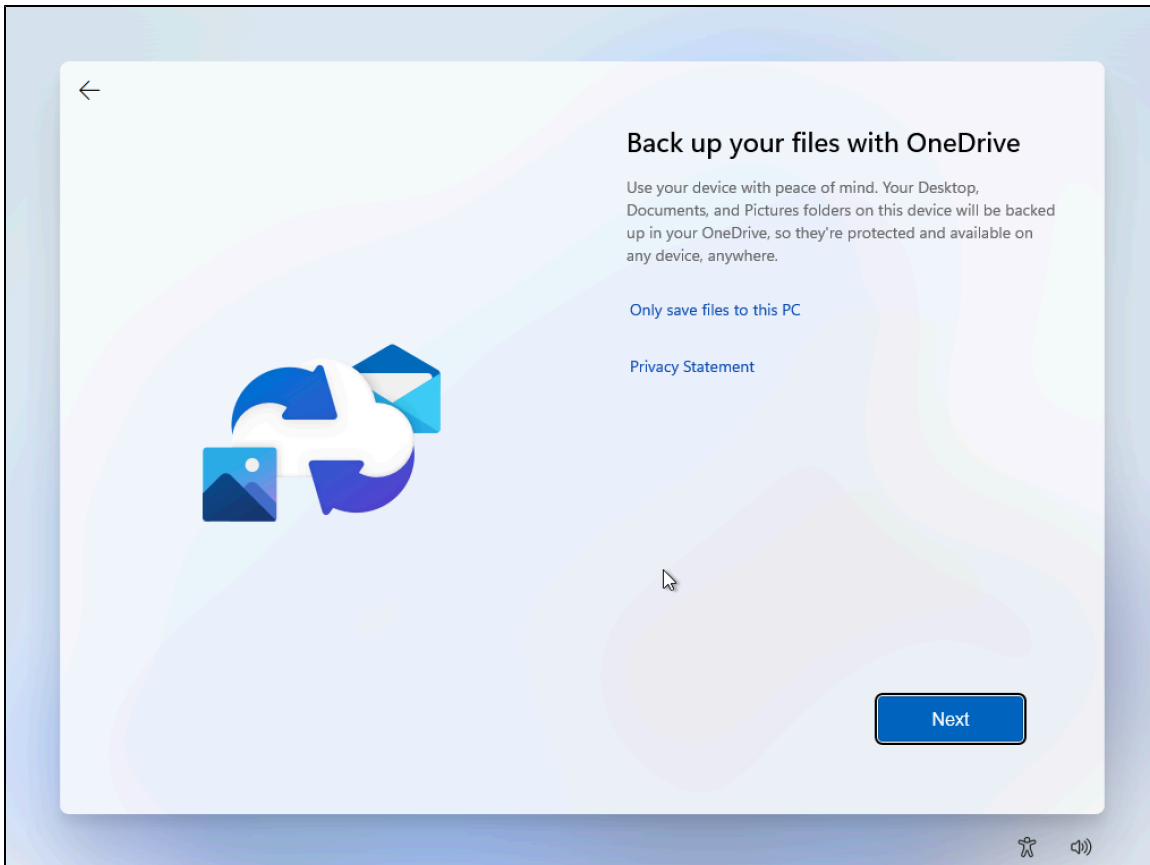 Back up your files with OneDrive
Use your device with peace of mind. Your Desktop,
Documents, and Pictures folders on this device will be backed
up in your OneDrive, so they're protected and available on
any device, anywhere.
Only save files to this PC
Privacy Statement
Next